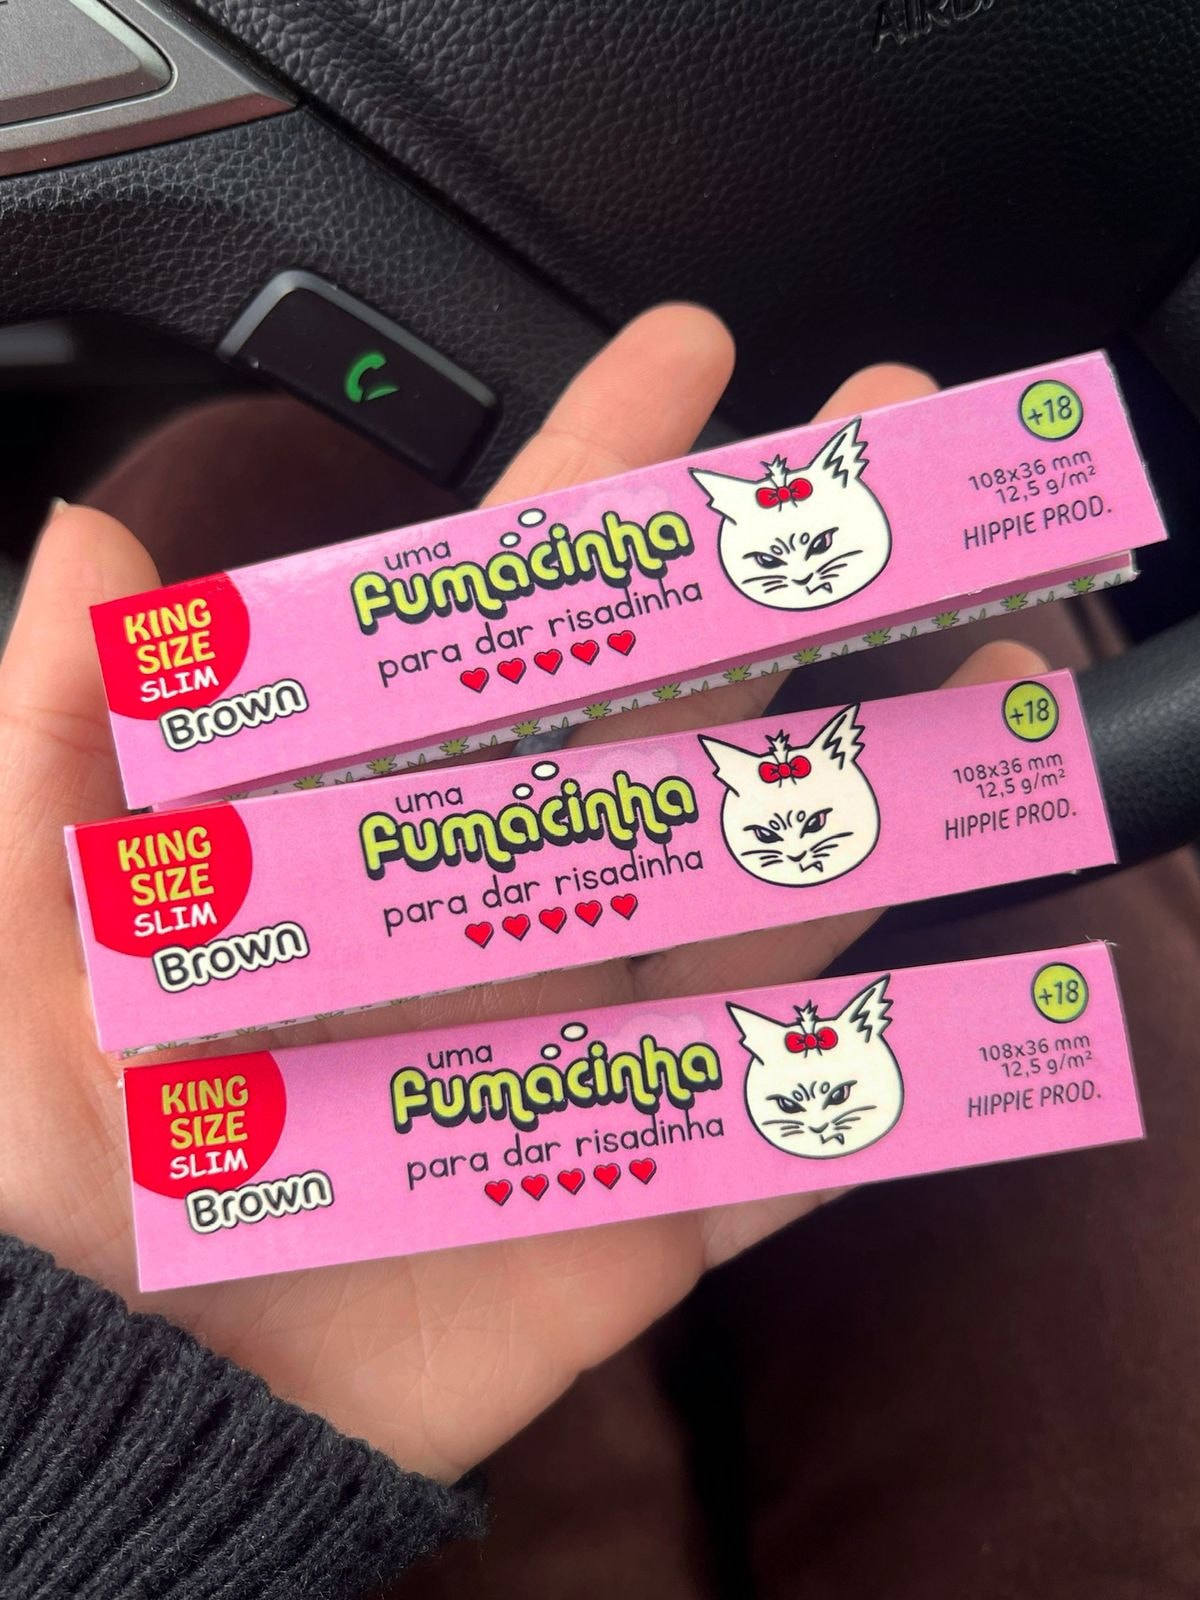 AIRBA
KING
SIZE
SLIM
Brown
uma
fumacinha
para dar risadinha
+18
108x36 mm
12,5 g/m²
HIPPIE PROD.
KING
SIZE
SLIM
Brown
uma
fumacinha
para dar risadinha
+18
108x36 mm
12,5 g/m²
HIPPIE PROD.
KING
SIZE
SLIM
Brown
uma
fumacinha
para dar risadinha
+18
108x36 mm
12,5 g/m²
HIPPIE PROD.